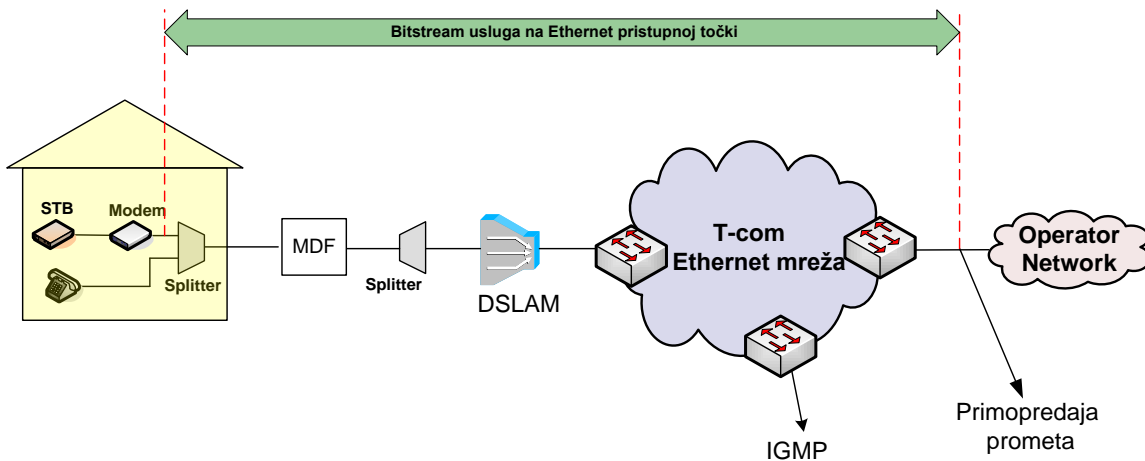 Bitstream usluga na Ethernet pristupnoj točki
STB
Modem
Splitter
MDF
Splitter
DSLAM
T-com
Ethernet mreža
Operator
Network
IGMP
Primopredaja
prometa